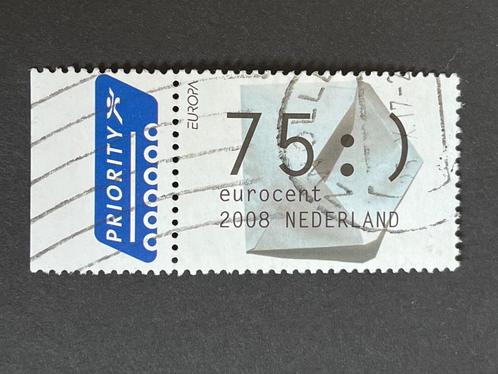 PRIORITY
EUROPA
75:)
eurocent
2008 NEDERLAND